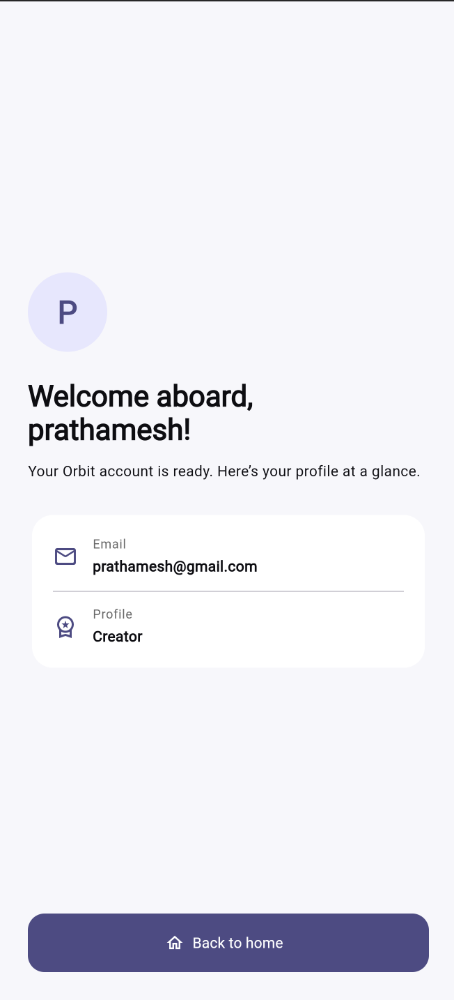 P
Welcome aboard,
prathamesh!
Your Orbit account is ready. Here’s your profile at a glance.
Email
prathamesh@gmail.com
Profile
Creator
Back to home